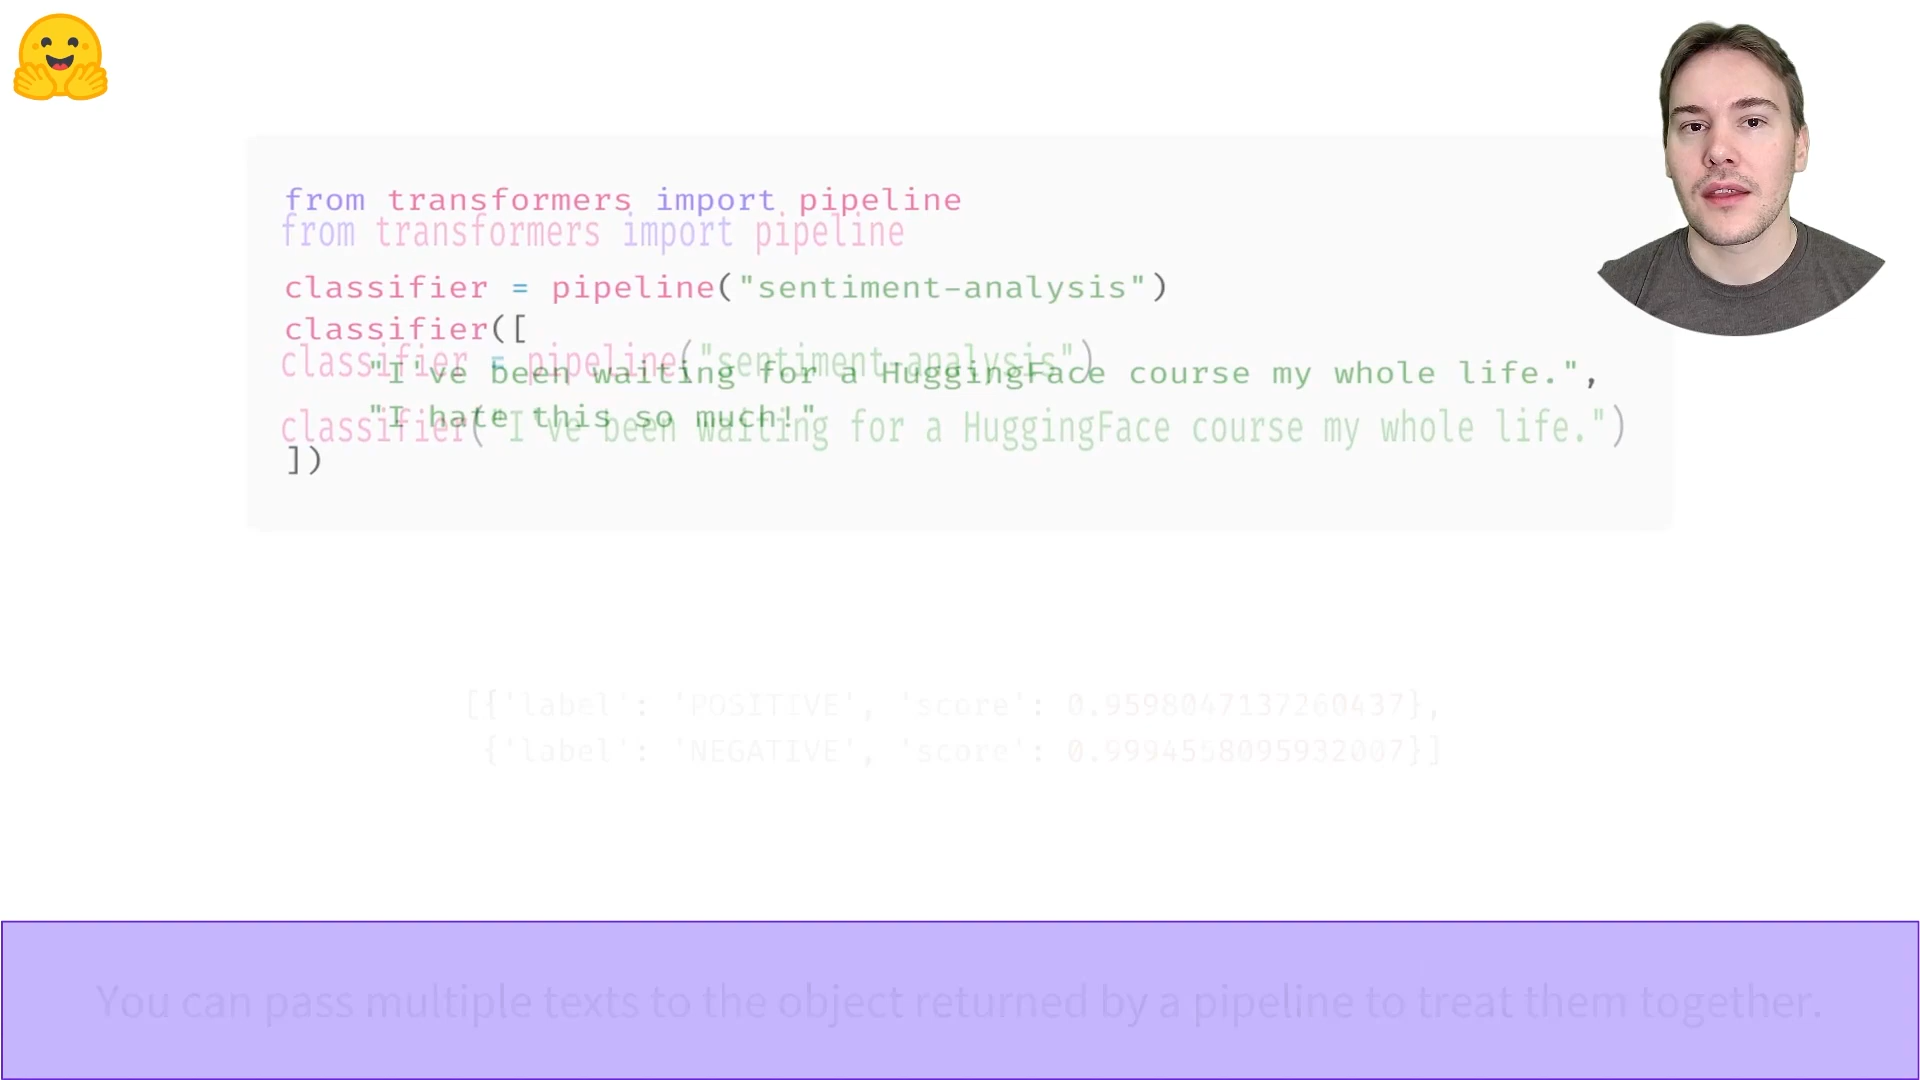 from transformers import pipeline
from transformers import pipeline
classifier = pipeline("sentiment-analysis")
classifier([
classifier = pipeline("sentiment-analysis")
"I've been waiting for a HuggingFace course my whole life.",
"I hate this so much!"
classifier("I've been waiting for a HuggingFace course my whole life.")
])
[{'label': 'POSITIVE', 'score': 0.9598047137260437},
{'label': 'NEGATIVE', 'score': 0.9994558095932007}]
You can pass multiple texts to the object returned by a pipeline to treat them together.